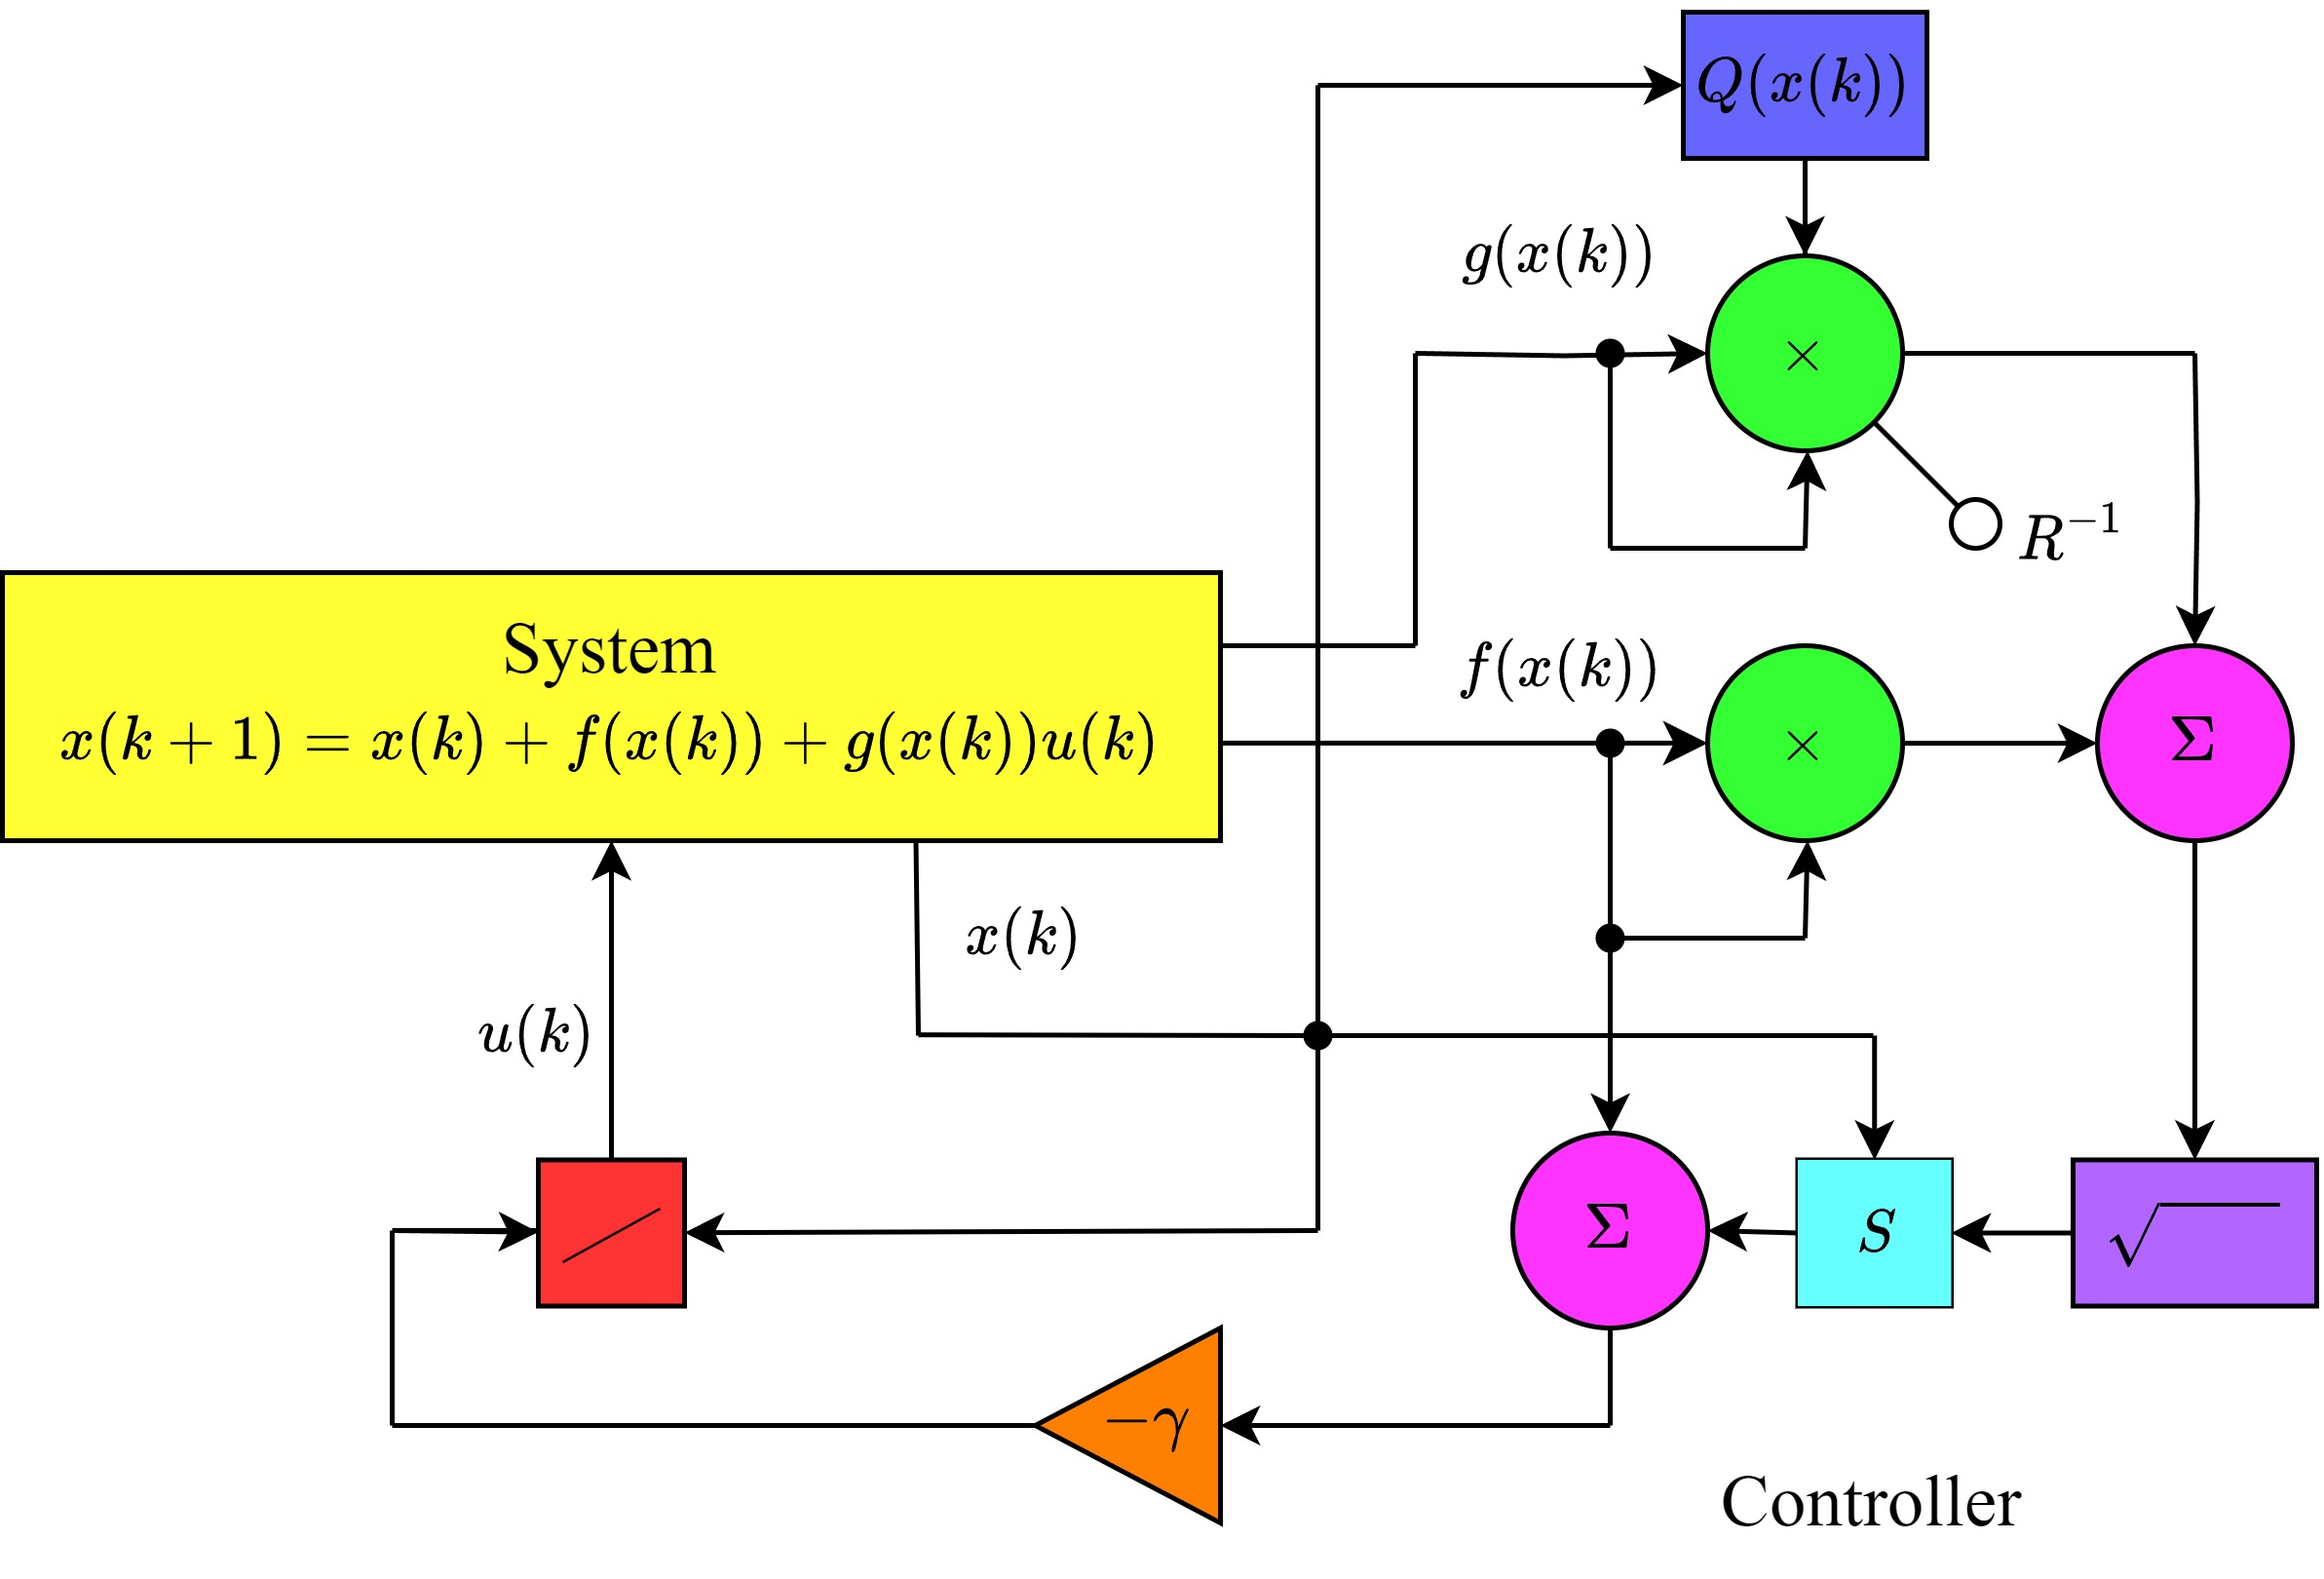 Q(x(k))
g(x(k))
×
R⁻¹
System
x(k + 1) = x(k) + f(x(k)) + g(x(k))u(k)
f(x(k))
×
Σ
x(k)
u(k)
/
Σ
S
√
−γ
Controller